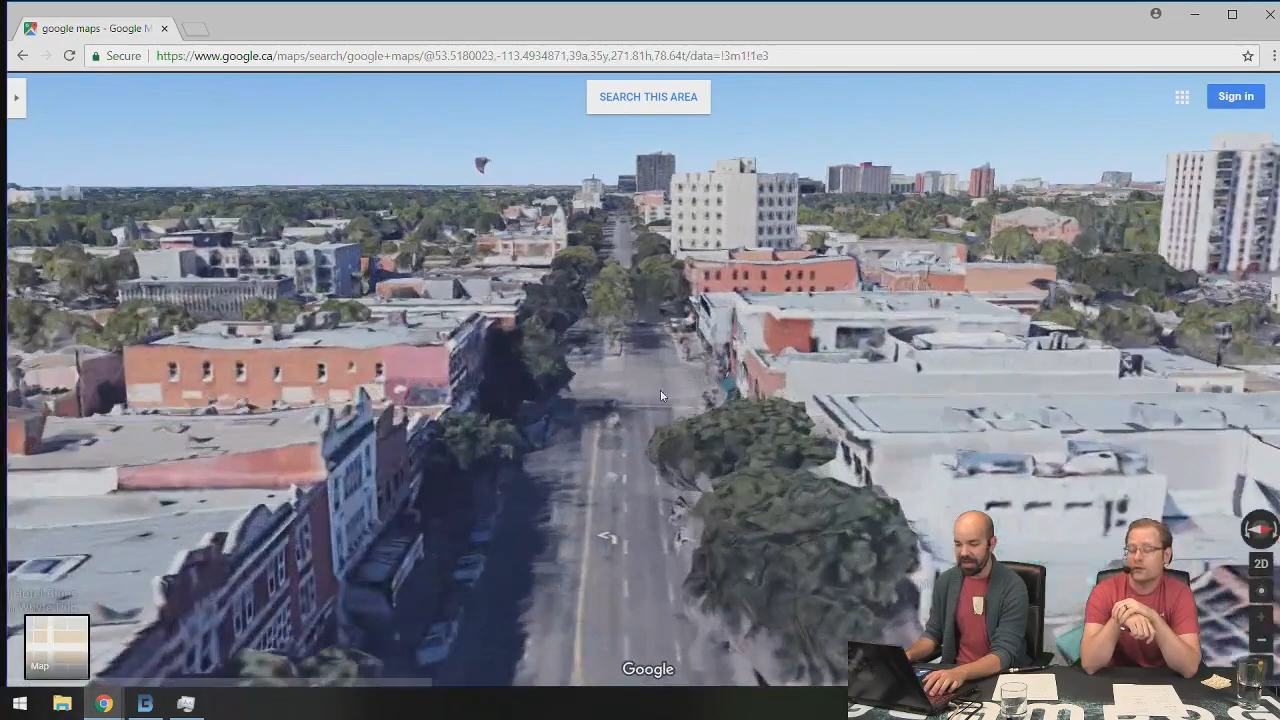 google maps - Google M
Secure
https://www.google.ca/maps/search/google+maps/@53.5180023,-113.4934871,39a,35y,271.81h,78.64t/data=!3m1!1e3
SEARCH THIS AREA
Sign in
2D
Map
Google